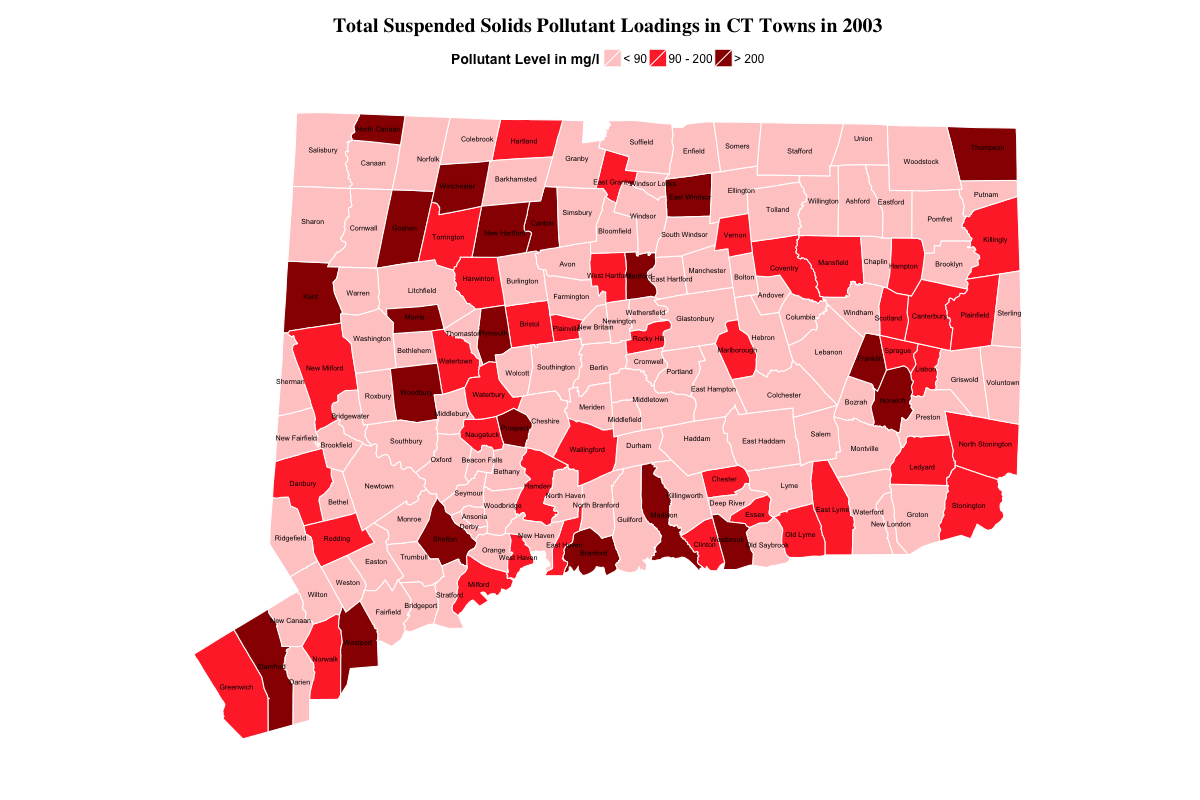 Total Suspended Solids Pollutant Loadings in CT Towns in 2003
Pollutant Level in mg/l < 90 90 - 200 > 200
North Canaan
Colebrook
Hartland
Suffield
Union
Salisbury
Canaan
Norfolk
Granby
Enfield
Somers
Stafford
Woodstock
Thompson
Winchester
Barkhamsted
East Granby
Windsor Locks
East Windsor
Ellington
Willington
Ashford
Eastford
Putnam
Sharon
Cornwall
Goshen
Torrington
New Hartford
Canton
Simsbury
Bloomfield
Windsor
South Windsor
Vernon
Tolland
Pomfret
Killingly
Kent
Warren
Litchfield
Harwinton
Burlington
Avon
Farmington
West Hartford
Hartford
East Hartford
Manchester
Bolton
Coventry
Mansfield
Chaplin
Hampton
Brooklyn
Andover
Morris
Washington
Bethlehem
Thomaston
Plymouth
Bristol
Plainville
New Britain
Newington
Wethersfield
Rocky Hill
Glastonbury
Marlborough
Hebron
Columbia
Windham
Scotland
Canterbury
Plainfield
Sterling
New Milford
Sherman
Roxbury
Woodbury
Watertown
Waterbury
Wolcott
Southington
Berlin
Cromwell
Portland
East Hampton
Lebanon
Franklin
Sprague
Lisbon
Griswold
Voluntown
Bridgewater
Middlebury
Naugatuck
Prospect
Cheshire
Meriden
Middletown
Middlefield
Colchester
Bozrah
Norwich
Preston
New Fairfield
Brookfield
Southbury
Oxford
Beacon Falls
Bethany
Wallingford
Durham
Haddam
East Haddam
Salem
Montville
Ledyard
North Stonington
Danbury
Bethel
Newtown
Seymour
Woodbridge
Hamden
North Haven
North Branford
Guilford
Madison
Killingworth
Chester
Deep River
Essex
Lyme
East Lyme
Waterford
New London
Groton
Stonington
Ridgefield
Redding
Monroe
Ansonia
Derby
Shelton
Orange
New Haven
West Haven
East Haven
Branford
Clinton
Westbrook
Old Saybrook
Old Lyme
Easton
Trumbull
Milford
Stratford
Bridgeport
Fairfield
Weston
Wilton
New Canaan
Westport
Norwalk
Stamford
Darien
Greenwich